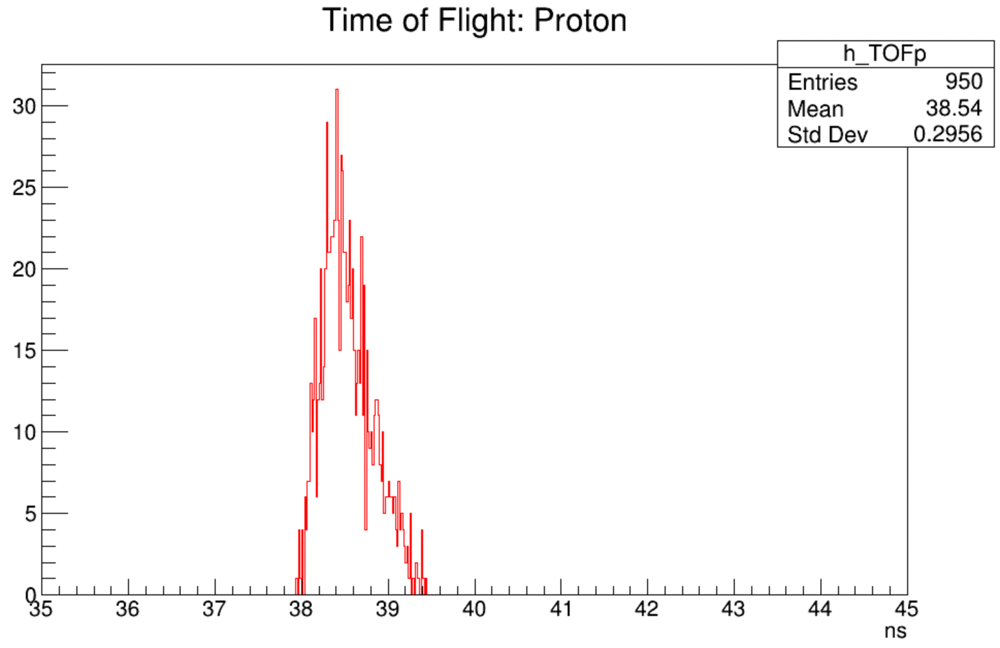 Time of Flight: Proton
h_TOFp
Entries 950
Mean 38.54
Std Dev 0.2956
30
25
20
15
10
5
0
35 36 37 38 39 40 41 42 43 44 45
ns